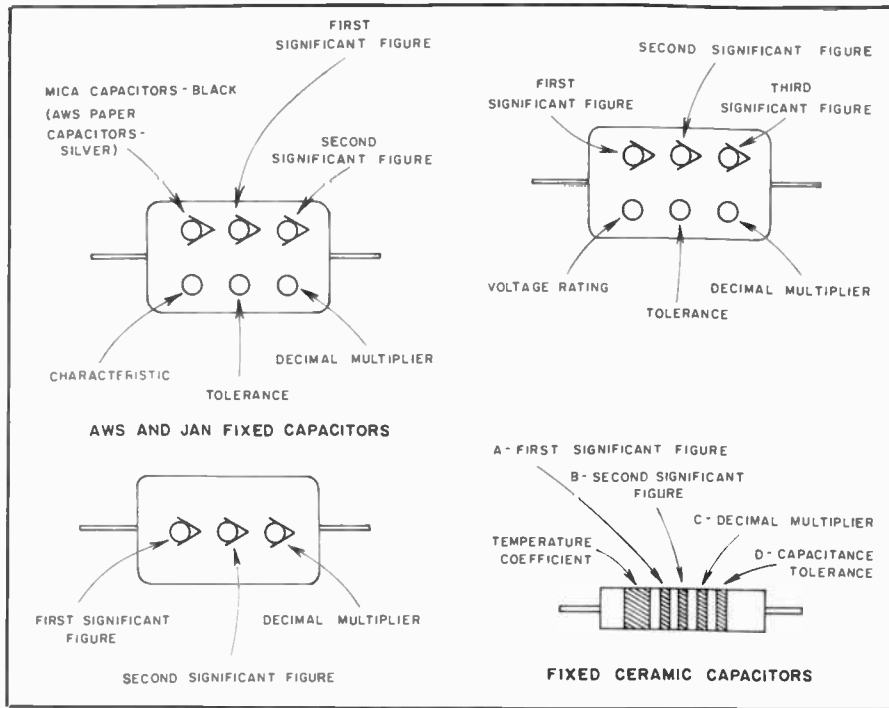 FIRST
SIGNIFICANT FIGURE
MICA CAPACITORS - BLACK
(AWS PAPER
CAPACITORS-
SILVER)
SECOND
SIGNIFICANT FIGURE
CHARACTERISTIC
TOLERANCE
DECIMAL MULTIPLIER
AWS AND JAN FIXED CAPACITORS
SECOND SIGNIFICANT FIGURE
FIRST
SIGNIFICANT FIGURE
THIRD
SIGNIFICANT FIGURE
VOLTAGE RATING
TOLERANCE
DECIMAL MULTIPLIER
FIRST SIGNIFICANT
FIGURE
SECOND SIGNIFICANT FIGURE
DECIMAL MULTIPLIER
A-FIRST SIGNIFICANT FIGURE
B-SECOND SIGNIFICANT
FIGURE
C-DECIMAL MULTIPLIER
TEMPERATURE
COEFFICIENT
D-CAPACITANCE
TOLERANCE
FIXED CERAMIC CAPACITORS